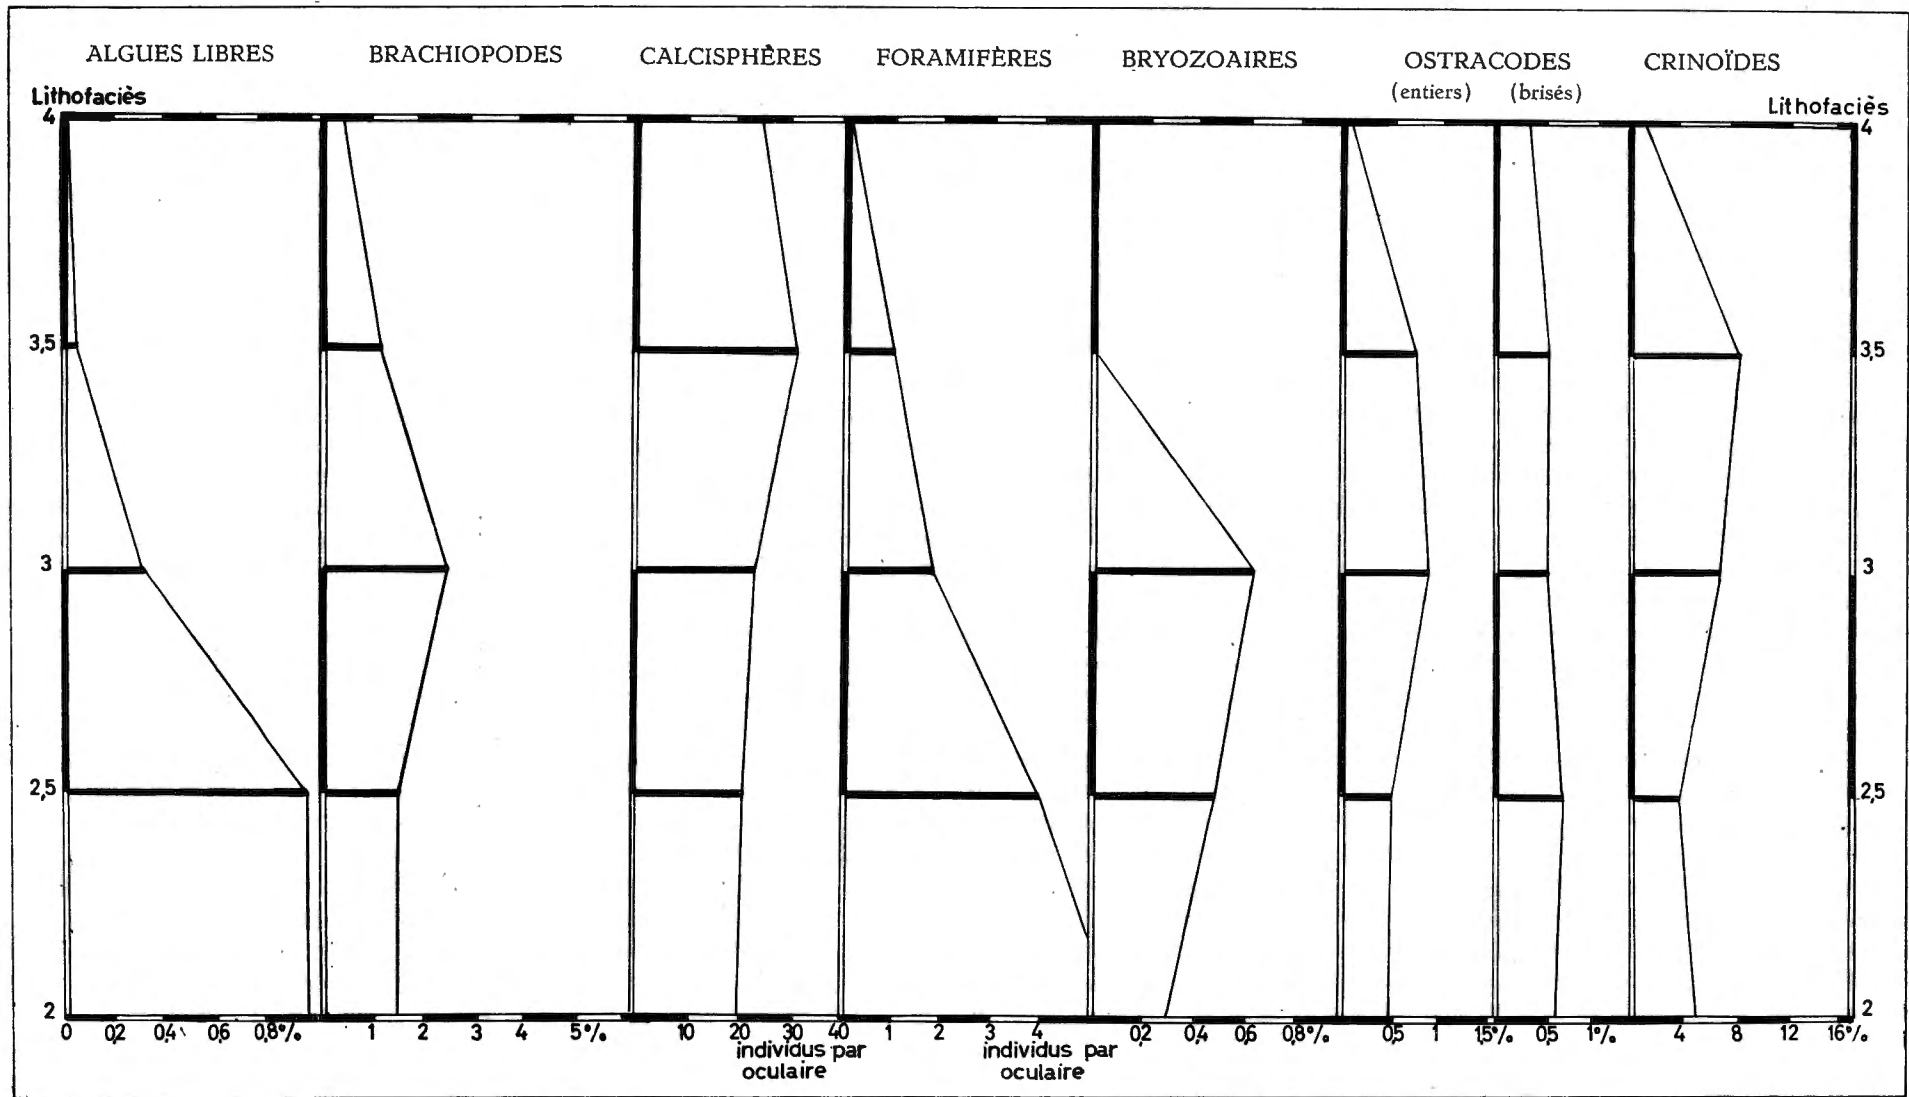 ALGUES LIBRES BRACHIOPODES CALCISPHÈRES FORAMIFÈRES BRYOZOAIRES OSTRACODES CRINOÏDES
(entiers) (brisés)
Lithofaciès Lithofaciès
4 4
3,5 3,5
3 3
2,5 2,5
2 2
0 0,2 0,4 0,6 0,8% 1 2 3 4 5% 10 20 30 40 1 2 3 4 0,2 0,4 0,6 0,8% 0,5 1 1,5% 0,5 1% 4 8 12 16%
individus par individus par
oculaire oculaire